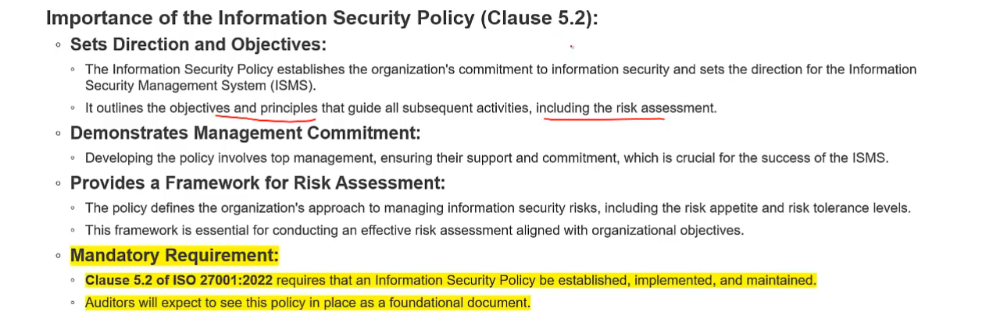 Importance of the Information Security Policy (Clause 5.2):
Sets Direction and Objectives:
The Information Security Policy establishes the organization's commitment to information security and sets the direction for the Information
Security Management System (ISMS).
It outlines the objectives and principles that guide all subsequent activities, including the risk assessment.
Demonstrates Management Commitment:
Developing the policy involves top management, ensuring their support and commitment, which is crucial for the success of the ISMS.
Provides a Framework for Risk Assessment:
The policy defines the organization's approach to managing information security risks, including the risk appetite and risk tolerance levels.
This framework is essential for conducting an effective risk assessment aligned with organizational objectives.
Mandatory Requirement:
Clause 5.2 of ISO 27001:2022 requires that an Information Security Policy be established, implemented, and maintained.
Auditors will expect to see this policy in place as a foundational document.